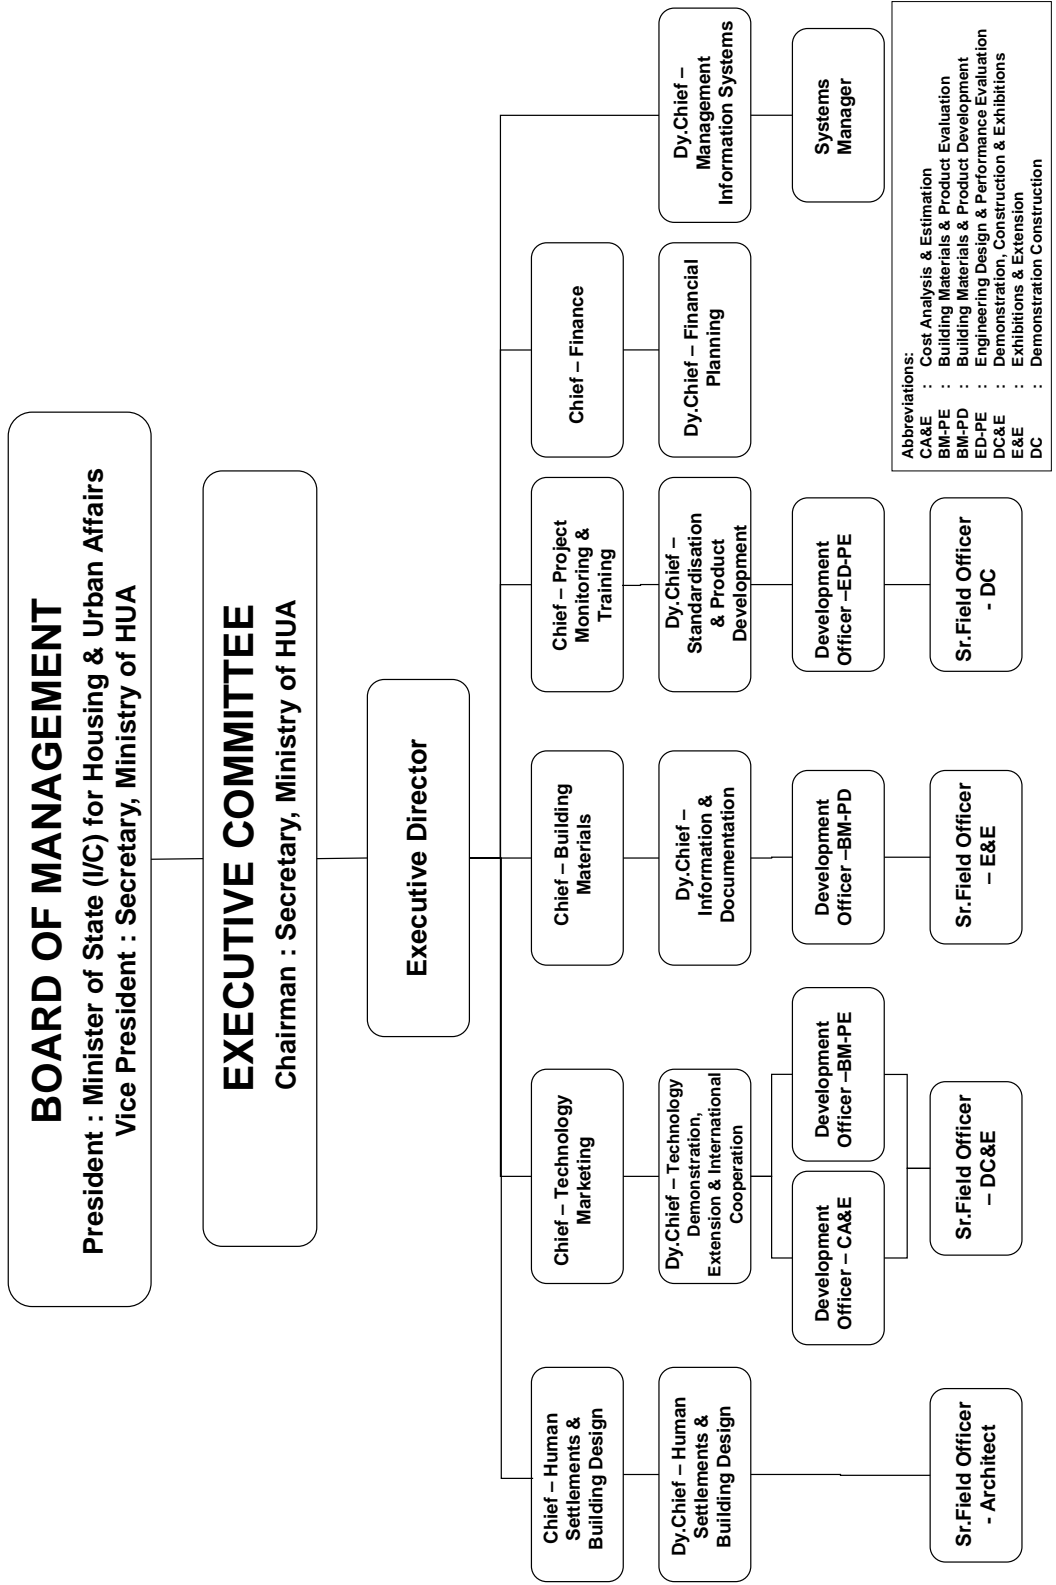 BOARD OF MANAGEMENT
President : Minister of State (I/C) for Housing & Urban Affairs
Vice President : Secretary, Ministry of HUA
EXECUTIVE COMMITTEE
Chairman : Secretary, Ministry of HUA
Executive Director
Chief – Human
Settlements &
Building Design
Chief – Technology
Marketing
Chief – Building
Materials
Chief – Project
Monitoring &
Training
Chief – Finance
Dy.Chief – Human
Settlements &
Building Design
Dy.Chief – Technology
Demonstration,
Extension & International
Cooperation
Dy.Chief –
Information &
Documentation
Dy.Chief –
Standardisation
& Product
Development
Dy.Chief – Financial
Planning
Dy.Chief –
Management
Information Systems
Development
Officer – CA&E
Development
Officer –BM-PE
Development
Officer –BM-PD
Development
Officer –ED-PE
Systems
Manager
Sr.Field Officer
- Architect
Sr.Field Officer
– DC&E
Sr.Field Officer
– E&E
Sr.Field Officer
- DC
Abbreviations:
CA&E : Cost Analysis & Estimation
BM-PE : Building Materials & Product Evaluation
BM-PD : Building Materials & Product Development
ED-PE : Engineering Design & Performance Evaluation
DC&E : Demonstration, Construction & Exhibitions
E&E : Exhibitions & Extension
DC : Demonstration Construction